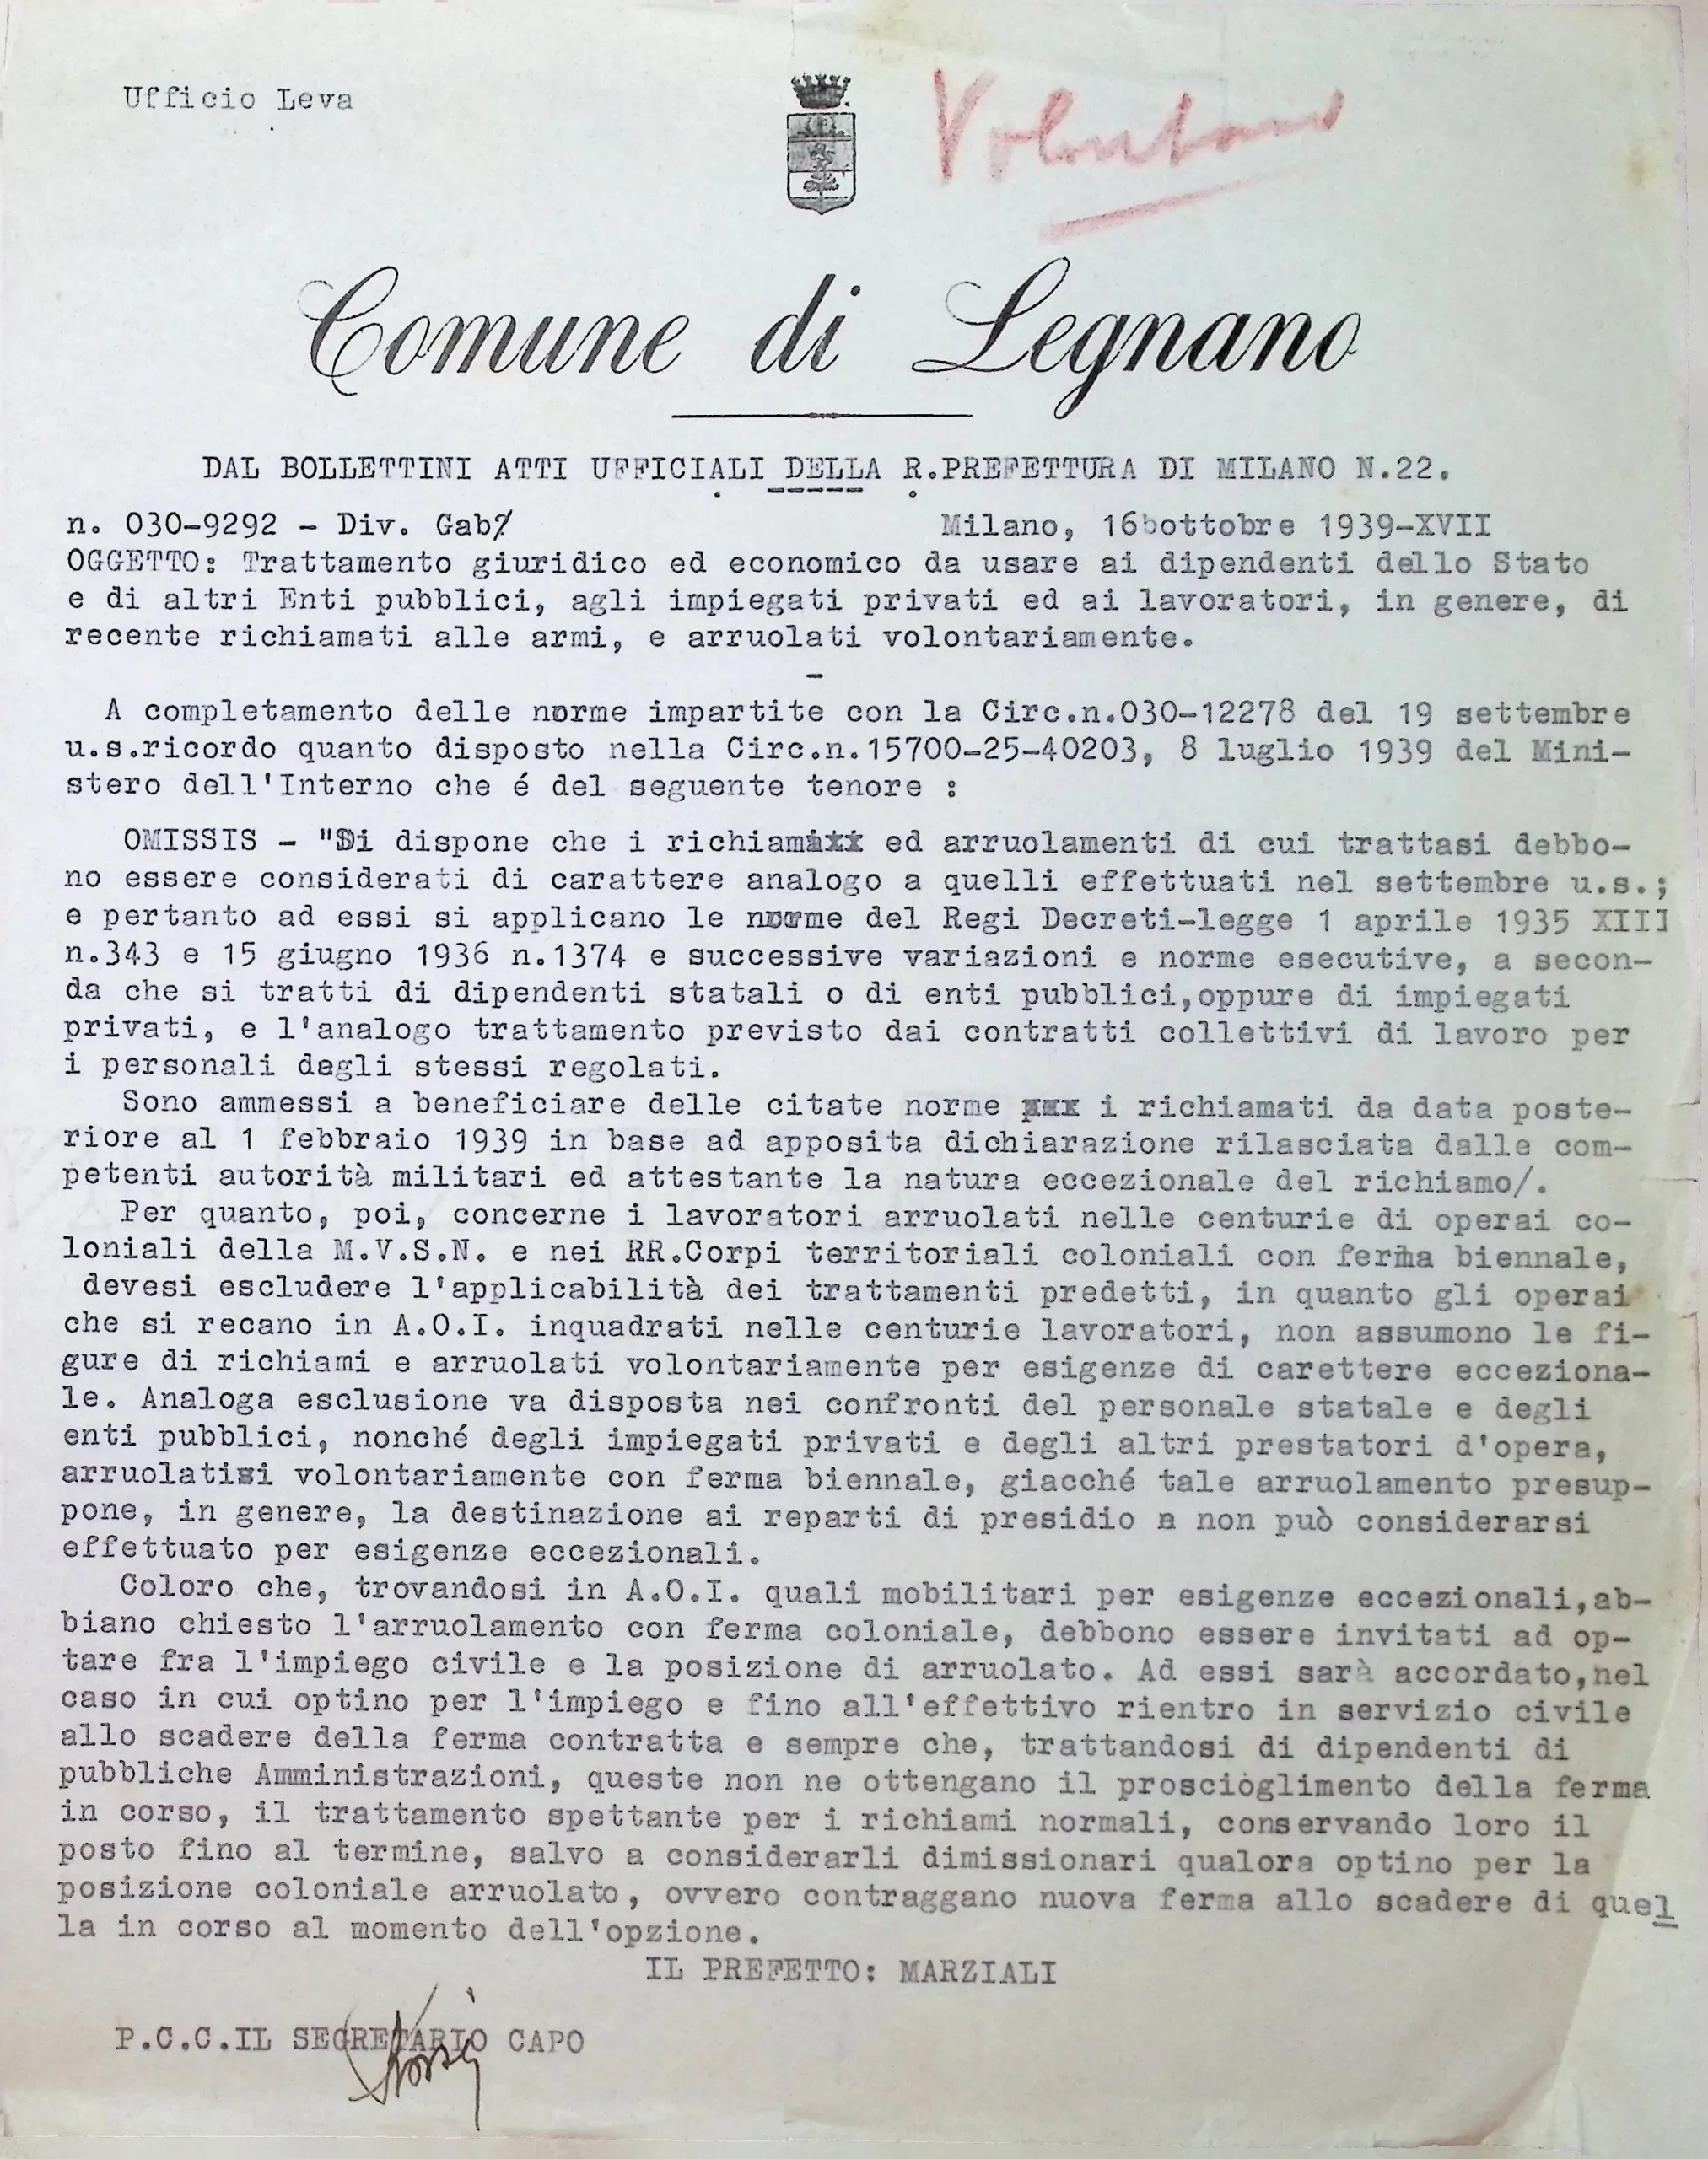 Ufficio Leva
Volontari
Comune di Legnano
DAL BOLLETTINI ATTI UFFICIALI DELLA R.PREFETTURA DI MILANO N.22.
n. 030-9292 - Div. Gab/ Milano, 16 ottobre 1939-XVII
OGGETTO: Trattamento giuridico ed economico da usare ai dipendenti dello Stato
e di altri Enti pubblici, agli impiegati privati ed ai lavoratori, in genere, di
recente richiamati alle armi, e arruolati volontariamente.
-
A completamento delle norme impartite con la Circ.n.030-12278 del 19 settembre
u.s.ricordo quanto disposto nella Circ.n.15700-25-40203, 8 luglio 1939 del Mini-
stero dell'Interno che é del seguente tenore :
OMISSIS - "Si dispone che i richiamixx ed arruolamenti di cui trattasi debbo-
no essere considerati di carattere analogo a quelli effettuati nel settembre u.s.;
e pertanto ad essi si applicano le norme del Regi Decreti-legge 1 aprile 1935 XIII
n.343 e 15 giugno 1936 n.1374 e successive variazioni e norme esecutive, a secon-
da che si tratti di dipendenti statali o di enti pubblici,oppure di impiegati
privati, e l'analogo trattamento previsto dai contratti collettivi di lavoro per
i personali degli stessi regolati.
Sono ammessi a beneficiare delle citate norme xxx i richiamati da data poste-
riore al 1 febbraio 1939 in base ad apposita dichiarazione rilasciata dalle com-
petenti autorità militari ed attestante la natura eccezionale del richiamo/.
Per quanto, poi, concerne i lavoratori arruolati nelle centurie di operai co-
loniali della M.V.S.N. e nei RR.Corpi territoriali coloniali con ferma biennale,
devesi escludere l'applicabilità dei trattamenti predetti, in quanto gli operai
che si recano in A.O.I. inquadrati nelle centurie lavoratori, non assumono le fi-
gure di richiami e arruolati volontariamente per esigenze di carettere ecceziona-
le. Analoga esclusione va disposta nei confronti del personale statale e degli
enti pubblici, nonché degli impiegati privati e degli altri prestatori d'opera,
arruolatisi volontariamente con ferma biennale, giacché tale arruolamento presup-
pone, in genere, la destinazione ai reparti di presidio e non può considerarsi
effettuato per esigenze eccezionali.
Coloro che, trovandosi in A.O.I. quali mobilitari per esigenze eccezionali,ab-
biano chiesto l'arruolamento con ferma coloniale, debbono essere invitati ad op-
tare fra l'impiego civile e la posizione di arruolato. Ad essi sarà accordato,nel
caso in cui optino per l'impiego e fino all'effettivo rientro in servizio civile
allo scadere della ferma contratta e sempre che, trattandosi di dipendenti di
pubbliche Amministrazioni, queste non ne ottengano il proscioglimento della ferma
in corso, il trattamento spettante per i richiami normali, conservando loro il
posto fino al termine, salvo a considerarli dimissionari qualora optino per la
posizione coloniale arruolato, ovvero contraggano nuova ferma allo scadere di quel
la in corso al momento dell'opzione.
IL PREFETTO: MARZIALI
P.C.C.IL SEGRETARIO CAPO